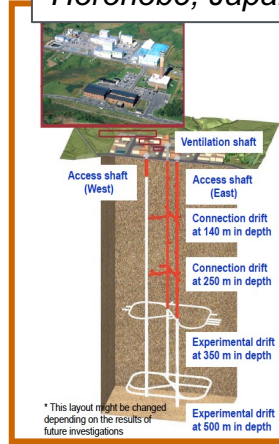 Horonobe, Japan
Ventilation shaft
Access shaft
(West)
Access shaft
(East)
Connection drift
at 140 m in depth
Connection drift
at 250 m in depth
Experimental drift
at 350 m in depth
* This layout might be changed
depending on the results of
future investigations
Experimental drift
at 500 m in depth